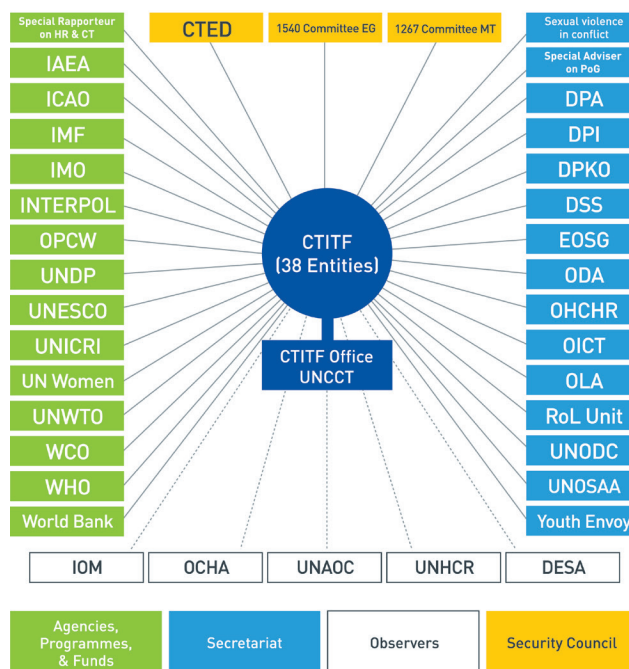 Special Rapporteur
on HR & CT
IAEA
ICAO
IMF
IMO
INTERPOL
OPCW
UNDP
UNESCO
UNICRI
UN Women
UNWTO
WCO
WHO
World Bank
CTED
1540 Committee EG
1267 Committee MT
CTITF
(38 Entities)
CTITF Office
UNCCT
Sexual violence
in conflict
Special Adviser
on PoG
DPA
DPI
DPKO
DSS
EOSG
ODA
OHCHR
OICT
OLA
RoL Unit
UNODC
UNOSAA
Youth Envoy
IOM
OCHA
UNAOC
UNHCR
DESA
Agencies,
Programmes,
& Funds
Secretariat
Observers
Security Council